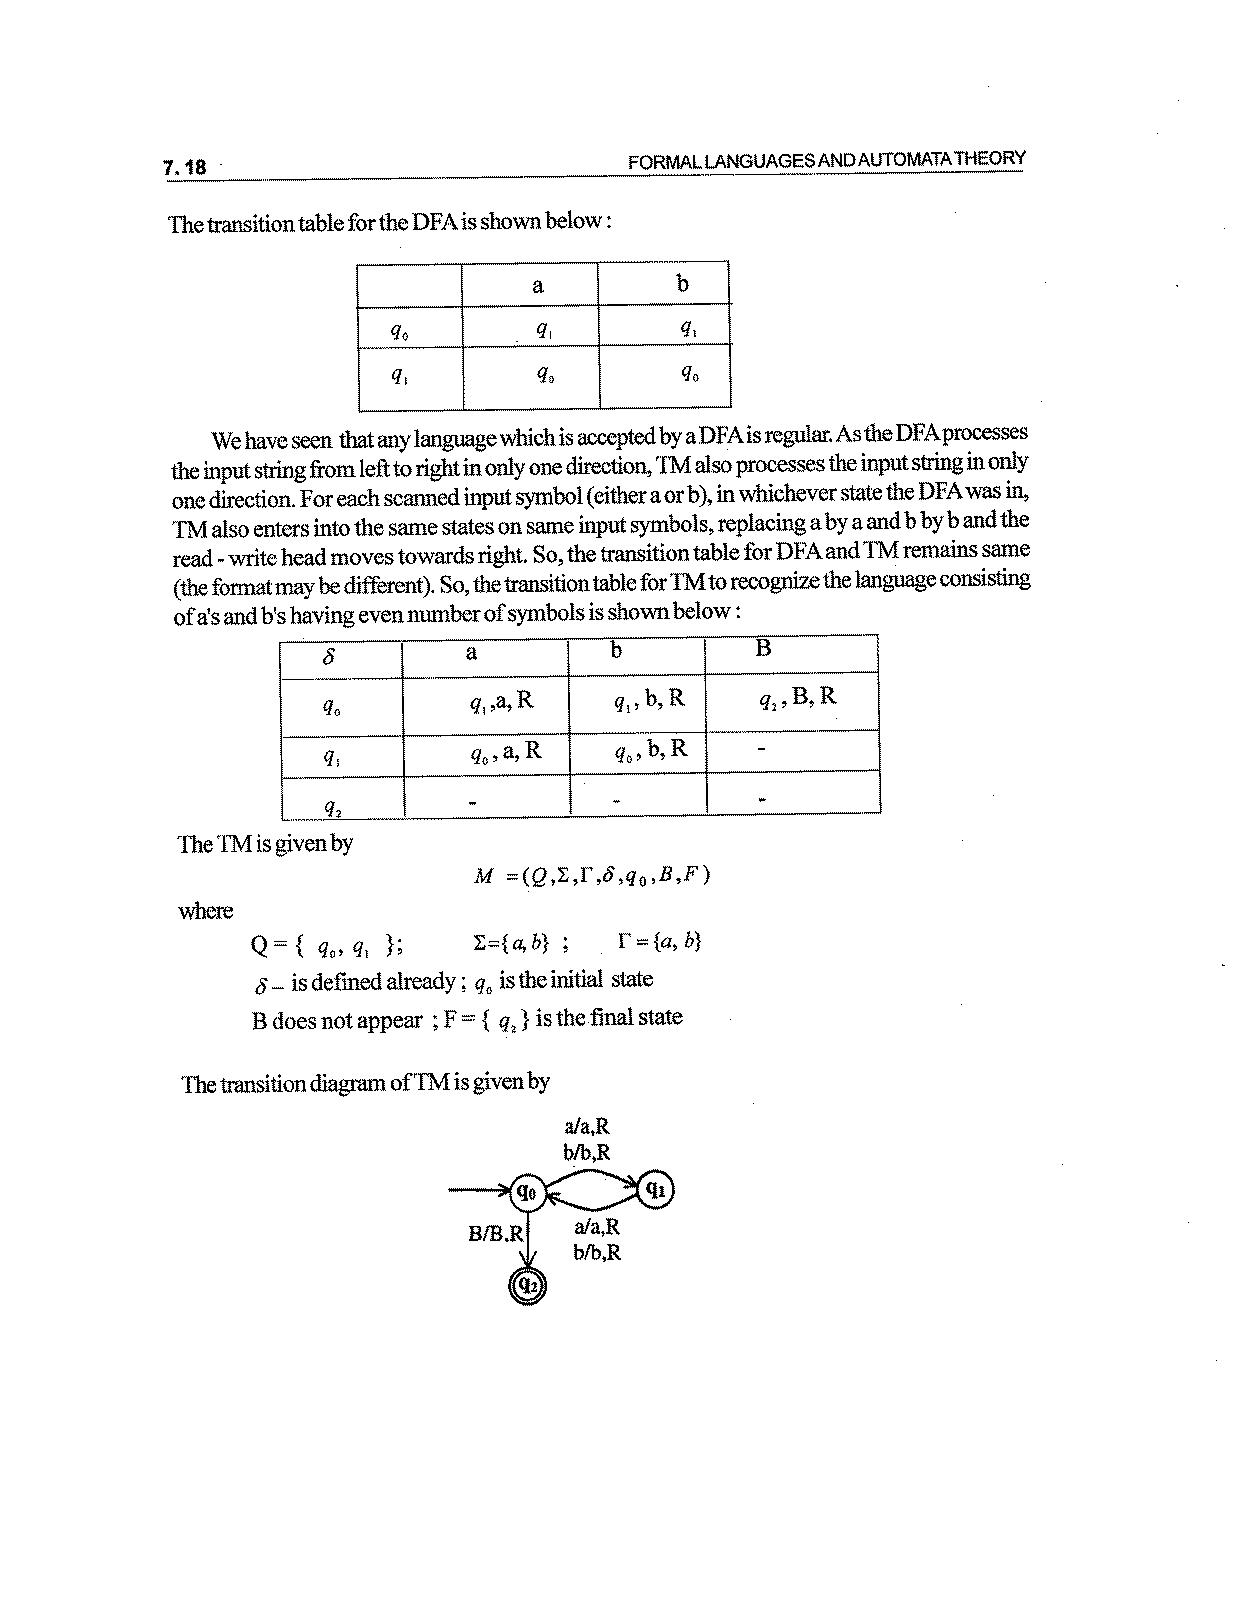 7. 18 FORMAL LANGUAGES AND AUTOMATA THEORY
The transition table for the DFA is shown below :
a b
q₀ q₁ q₁
q₁ q₀ q₀
We have seen that any language which is accepted by a DFA is regular. As the DFA processes
the input string from left to right in only one direction, TM also processes the input string in only
one direction. For each scanned input symbol (either a or b), in whichever state the DFA was in,
TM also enters into the same states on same input symbols, replacing a by a and b by b and the
read - write head moves towards right. So, the transition table for DFA and TM remains same
(the format may be different). So, the transition table for TM to recognize the language consisting
of a's and b's having even number of symbols is shown below :
δ a b B
q₀ q₁,a, R q₁, b, R q₂, B, R
q₁ q₀, a, R q₀, b, R -
q₂ - - -
The TM is given by
M =(Q,Σ,Γ,δ,q₀,B,F)
where
Q = { q₀, q₁ }; Σ={a, b} ; Γ = {a, b}
δ – is defined already ; q₀ is the initial state
B does not appear ; F = { q₂ } is the final state
The transition diagram of TM is given by
a/a,R
b/b,R
q₀ q₁
B/B.R a/a,R
b/b,R
q₂